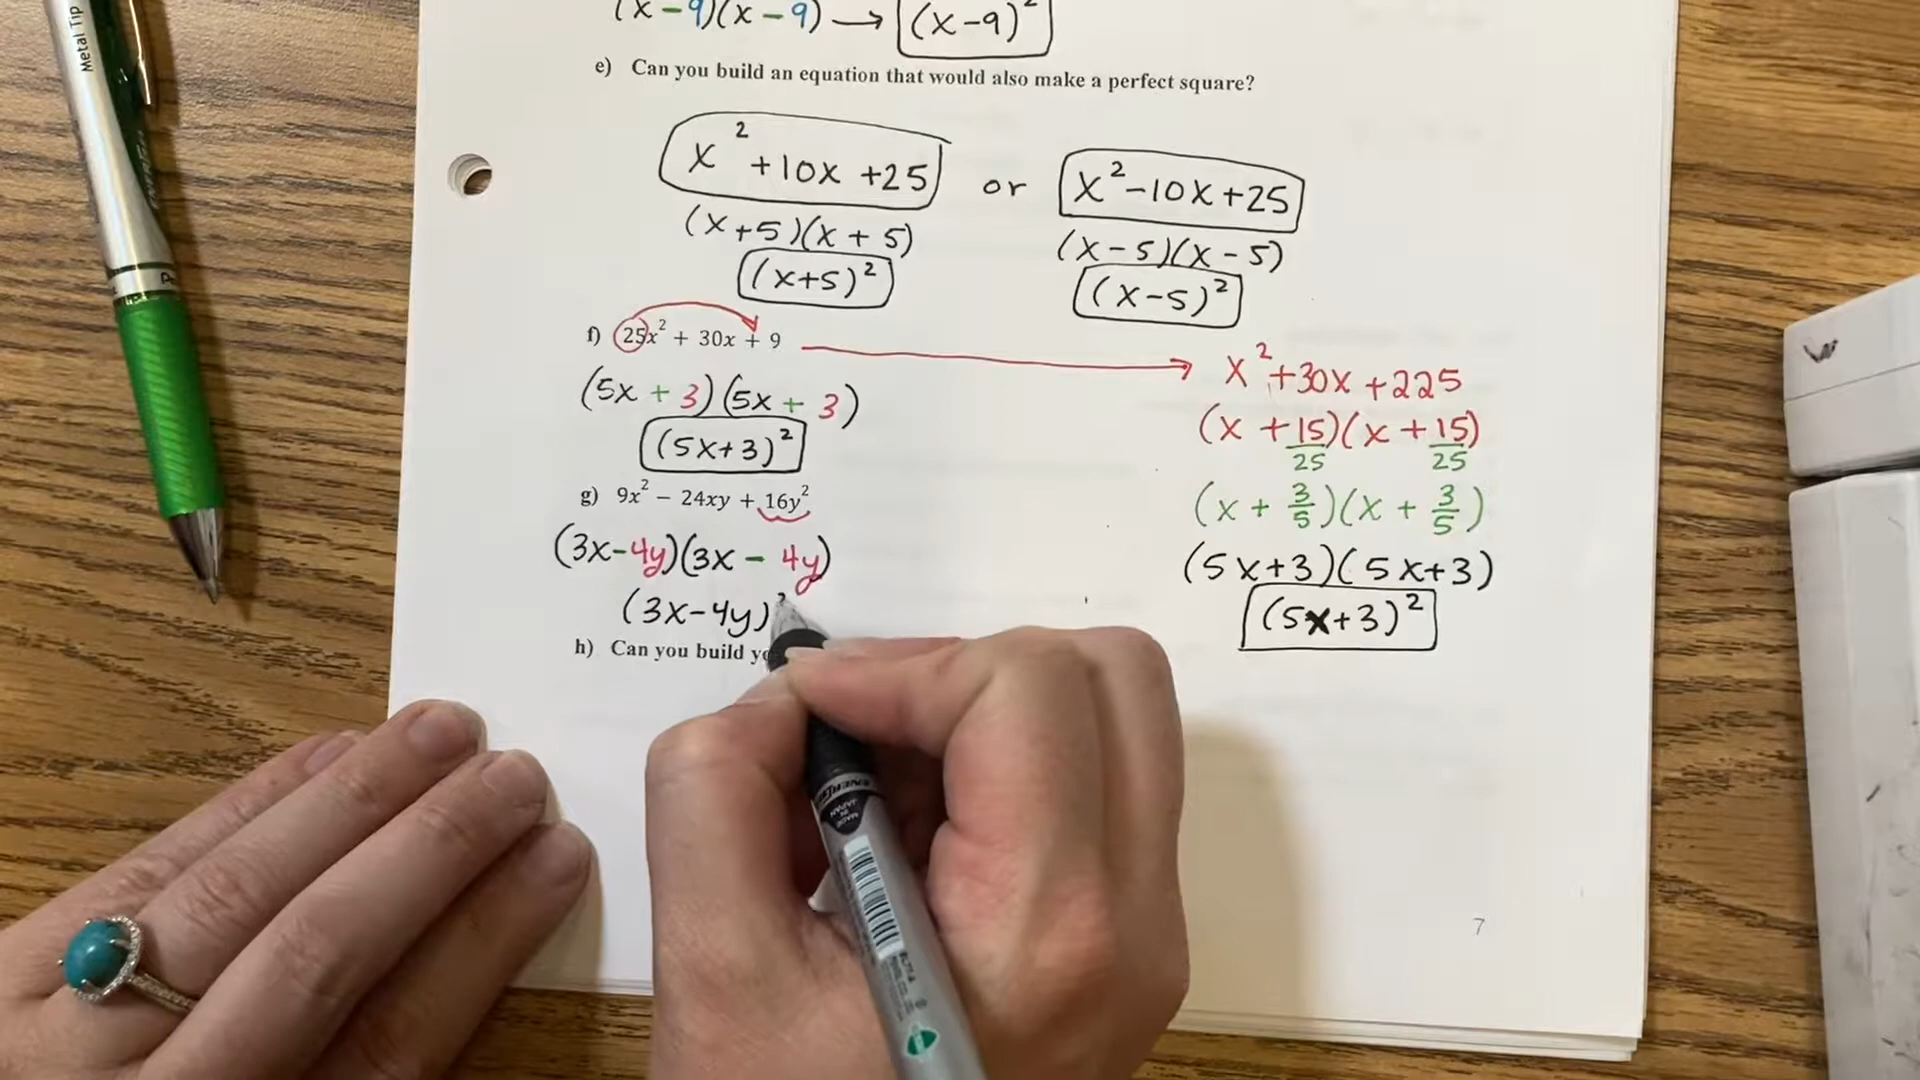 (x-9)(x-9) → (x-9)²
e) Can you build an equation that would also make a perfect square?
x² +10x +25 or x²-10x+25
(x+5)(x+5) (x-5)(x-5)
(x+5)² (x-5)²
f) 25x² + 30x + 9
x²+30x+225
(5x + 3)(5x + 3)
(x +15/25)(x +15/25)
(5x+3)²
g) 9x² − 24xy + 16y²
(x + 3/5)(x + 3/5)
(3x-4y)(3x - 4y)
(5x+3)(5x+3)
(3x-4y)²
(5x+3)²
h) Can you build
7
Metal Tip